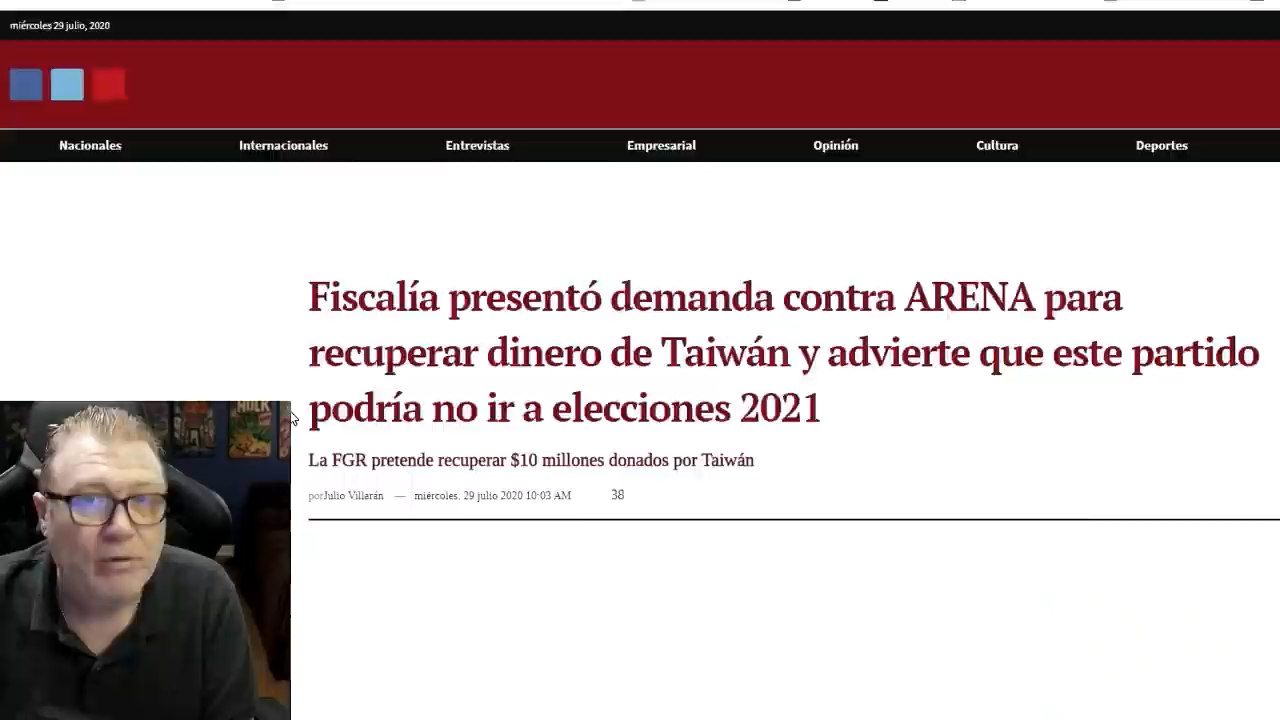 miércoles 29 julio, 2020
Nacionales Internacionales Entrevistas Empresarial Opinión Cultura Deportes
Fiscalía presentó demanda contra ARENA para
recuperar dinero de Taiwán y advierte que este partido
podría no ir a elecciones 2021
La FGR pretende recuperar $10 millones donados por Taiwán
porJulio Villarán — miércoles, 29 julio 2020 10:03 AM 38
HULK